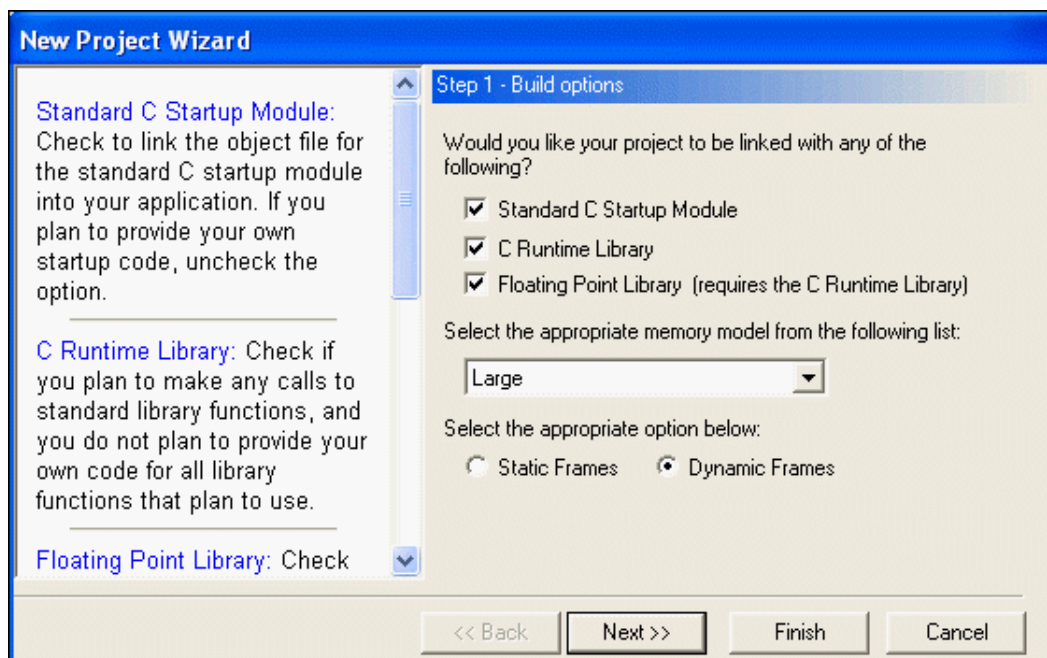 New Project Wizard
Standard C Startup Module:
Check to link the object file for
the standard C startup module
into your application. If you
plan to provide your own
startup code, uncheck the
option.
C Runtime Library: Check if
you plan to make any calls to
standard library functions, and
you do not plan to provide your
own code for all library
functions that plan to use.
Floating Point Library: Check
Step 1 - Build options
Would you like your project to be linked with any of the
following?
Standard C Startup Module
C Runtime Library
Floating Point Library (requires the C Runtime Library)
Select the appropriate memory model from the following list:
Large
Select the appropriate option below:
Static Frames Dynamic Frames
<< Back Next >> Finish Cancel